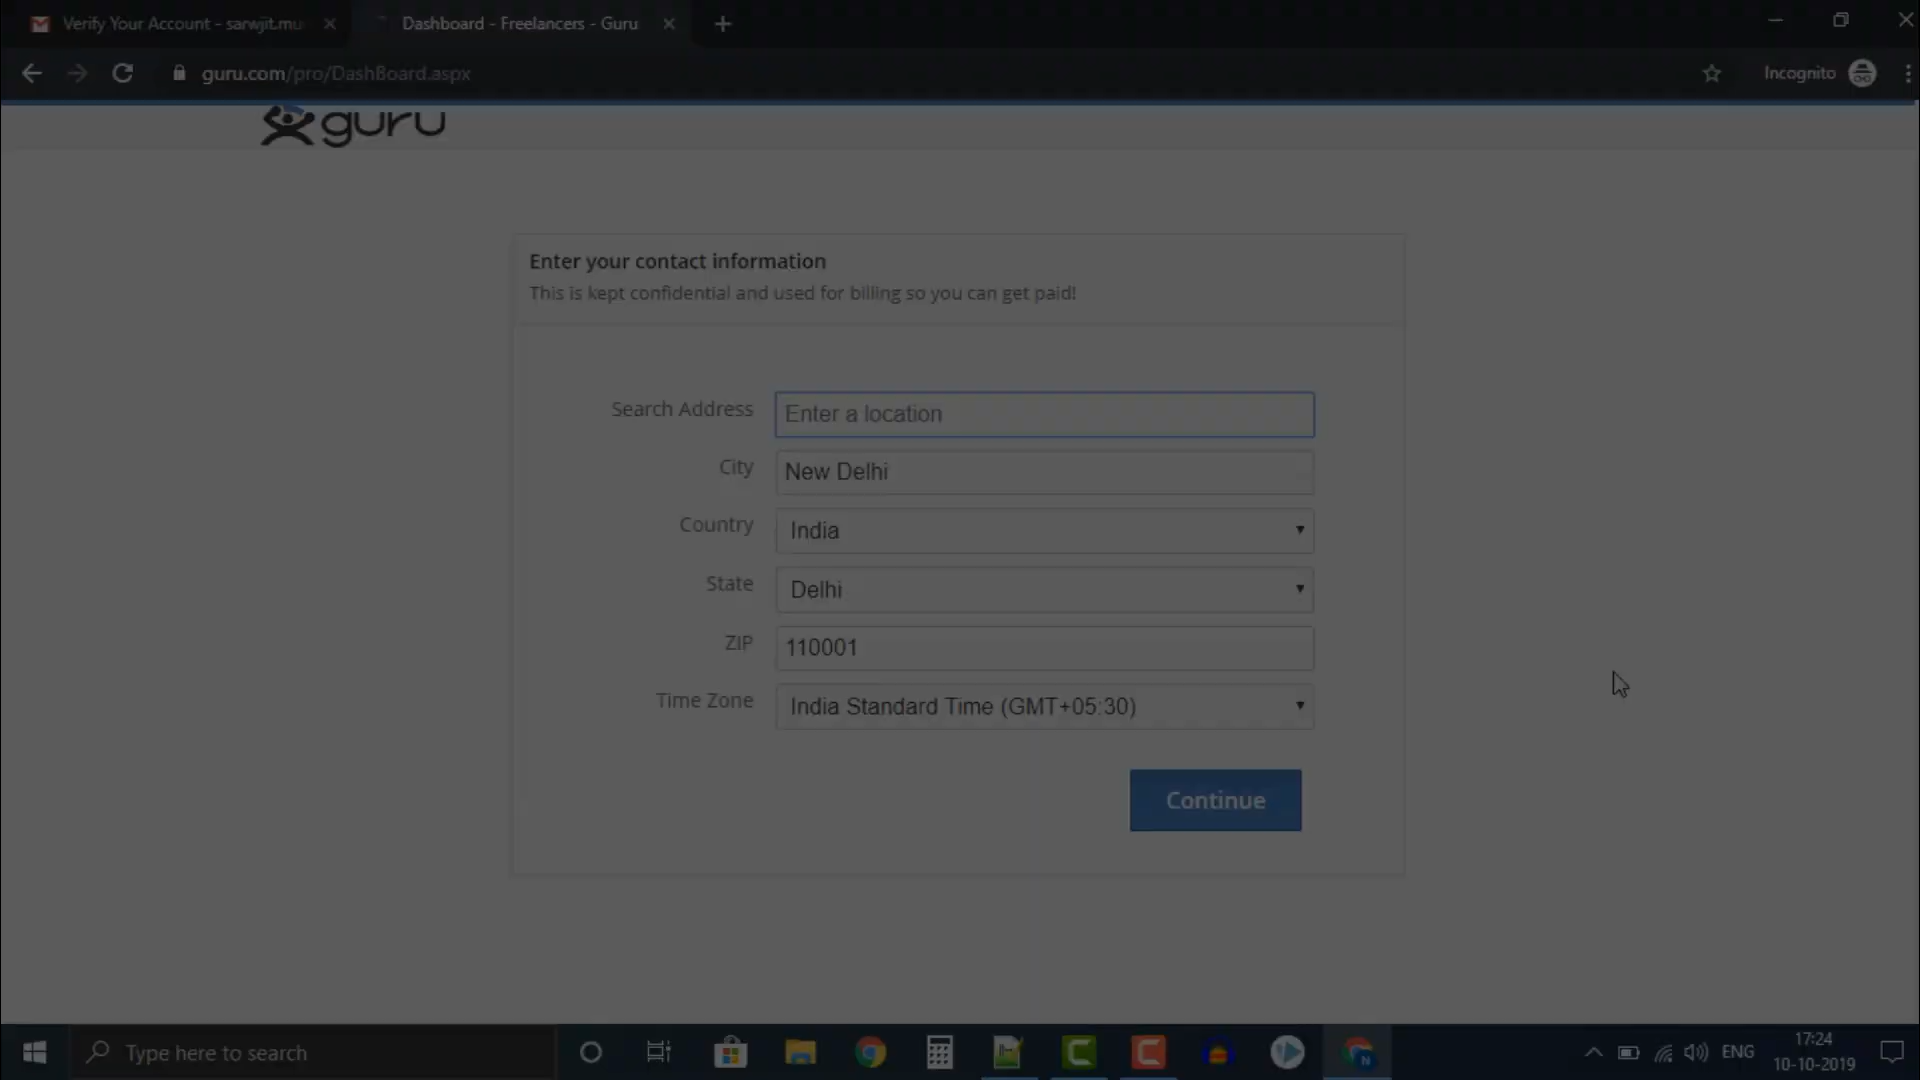 Verify Your Account - sarwjit.mu
Dashboard - Freelancers - Guru
guru.com/pro/DashBoard.aspx
Incognito
guru
Enter your contact information
This is kept confidential and used for billing so you can get paid!
Search Address
Enter a location
City
New Delhi
Country
India
State
Delhi
ZIP
110001
Time Zone
India Standard Time (GMT+05:30)
Continue
Type here to search
ENG
17:24
10-10-2019